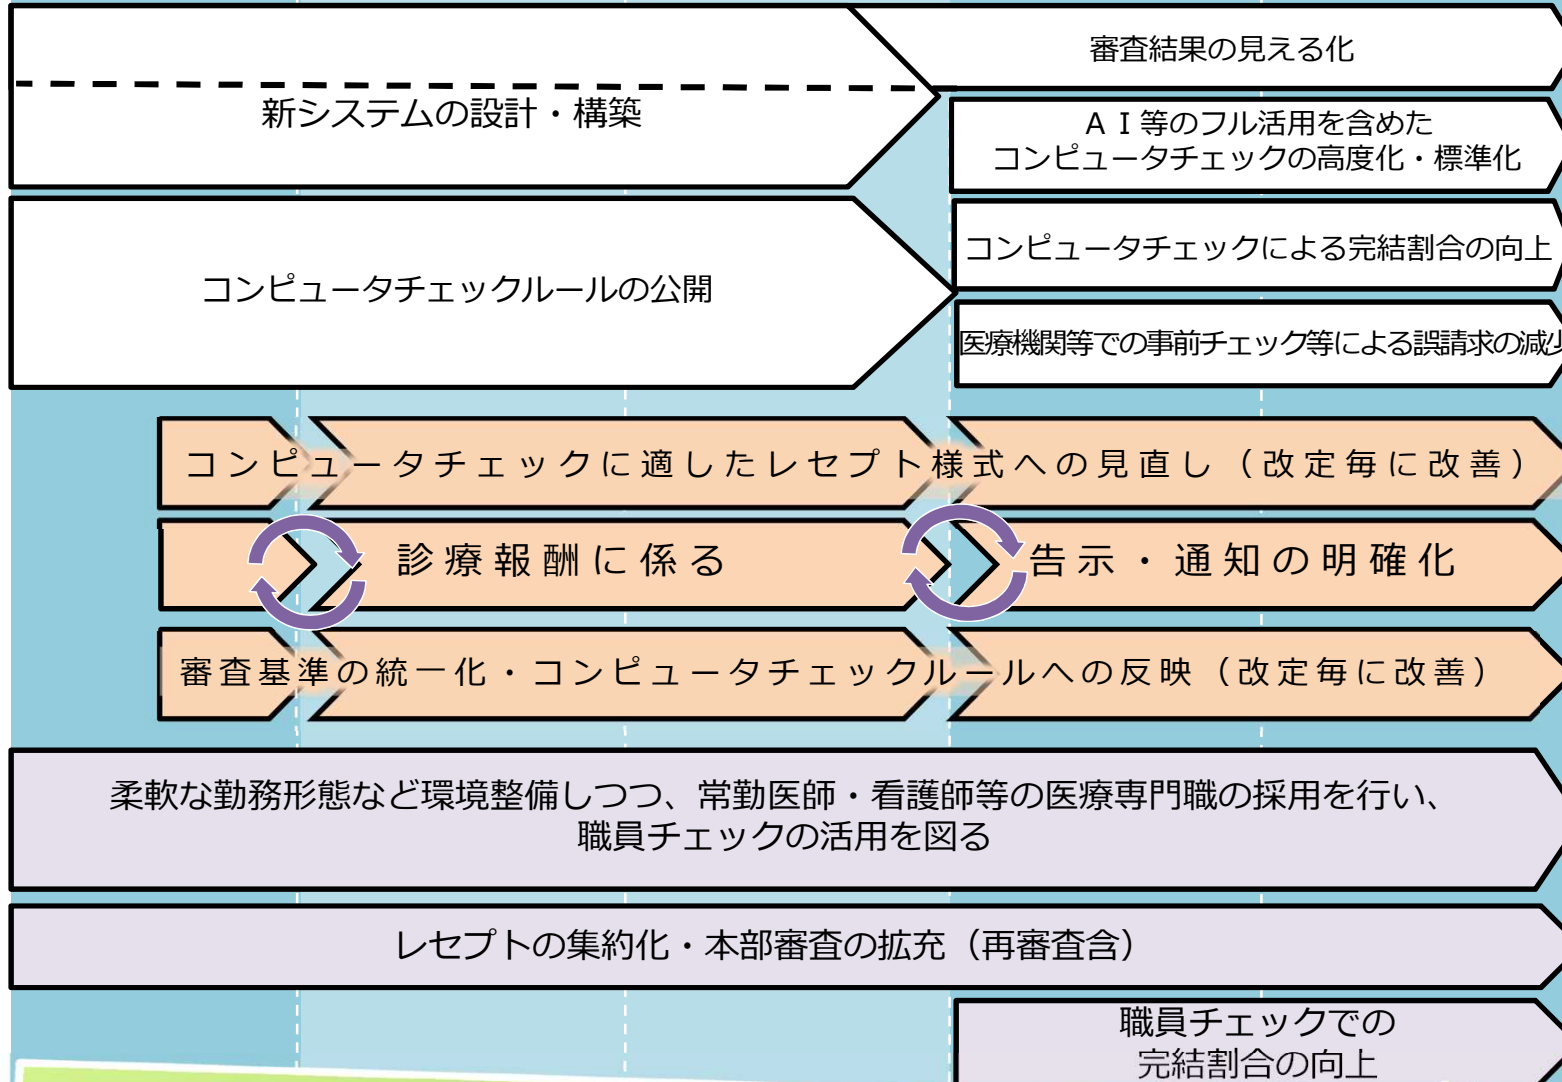 審査結果の見える化
新システムの設計・構築
ＡＩ等のフル活用を含めた
コンピュータチェックの高度化・標準化
コンピュータチェックによる完結割合の向上
コンピュータチェックルールの公開
医療機関等での事前チェック等による誤請求の減少
コンピュータチェックに適したレセプト様式への見直し（改定毎に改善）
診療報酬に係る 告示・通知の明確化
審査基準の統一化・コンピュータチェックルールへの反映（改定毎に改善）
柔軟な勤務形態など環境整備しつつ、常勤医師・看護師等の医療専門職の採用を行い、
職員チェックの活用を図る
レセプトの集約化・本部審査の拡充（再審査含）
職員チェックでの
完結割合の向上